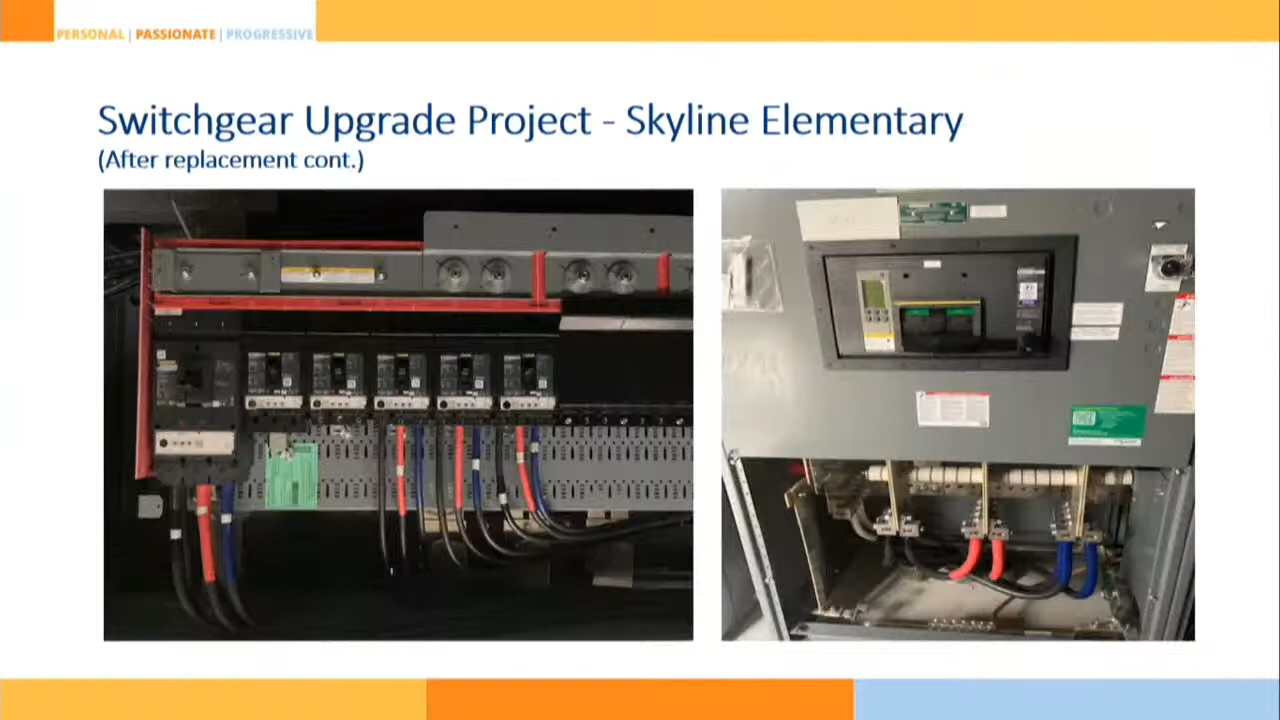 PERSONAL | PASSIONATE | PROGRESSIVE
Switchgear Upgrade Project - Skyline Elementary
(After replacement cont.)